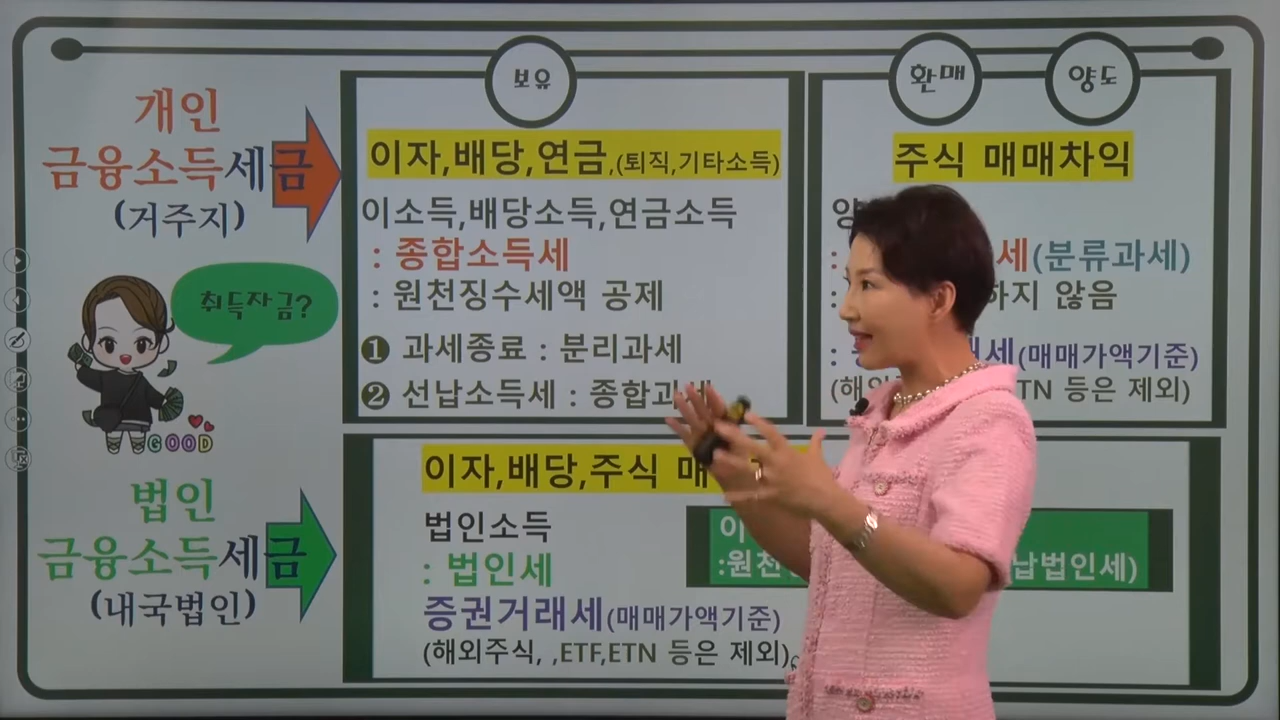 보유
환매
양도
개인
금융소득세금
(거주지)
이자,배당,연금,(퇴직,기타소득)
이소득,배당소득,연금소득
: 종합소득세
: 원천징수세액 공제
❶ 과세종료 : 분리과세
❷ 선납소득세 : 종합과세
주식 매매차익
양
: 세(분류과세)
: 하지 않음
: 세(매매가액기준)
(해외 TN 등은 제외)
취득자금?
GOOD
법인
금융소득세금
(내국법인)
이자,배당,주식 매
법인소득
: 법인세
증권거래세(매매가액기준)
(해외주식, ,ETF,ETN 등은 제외)
이
:원천 납법인세)